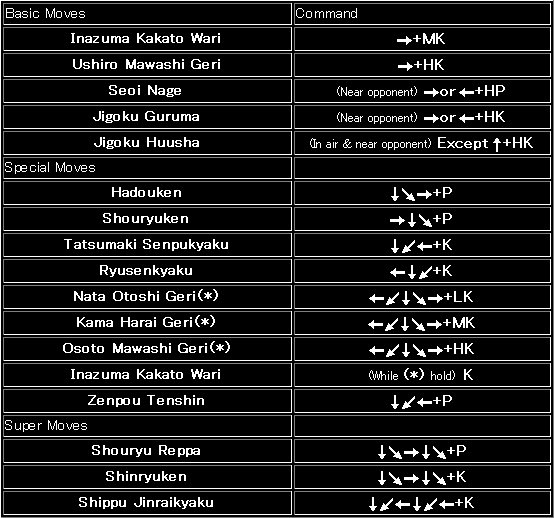 Basic Moves Command
Inazuma Kakato Wari →+MK
Ushiro Mawashi Geri →+HK
Seoi Nage (Near opponent) →or ←+HP
Jigoku Guruma (Near opponent) →or ←+HK
Jigoku Huusha (In air & near opponent) Except ↑+HK
Special Moves
Hadouken ↓↘→+P
Shouryuken →↓↘+P
Tatsumaki Senpukyaku ↓↙←+K
Ryusenkyaku ←↓↙+K
Nata Otoshi Geri(*) ←↙↓↘→+LK
Kama Harai Geri(*) ←↙↓↘→+MK
Osoto Mawashi Geri(*) ←↙↓↘→+HK
Inazuma Kakato Wari (While (*) hold) K
Zenpou Tenshin ↓↙←+P
Super Moves
Shouryu Reppa ↓↘→↓↘+P
Shinryuken ↓↘→↓↘+K
Shippu Jinraikyaku ↓↙←↓↙←+K